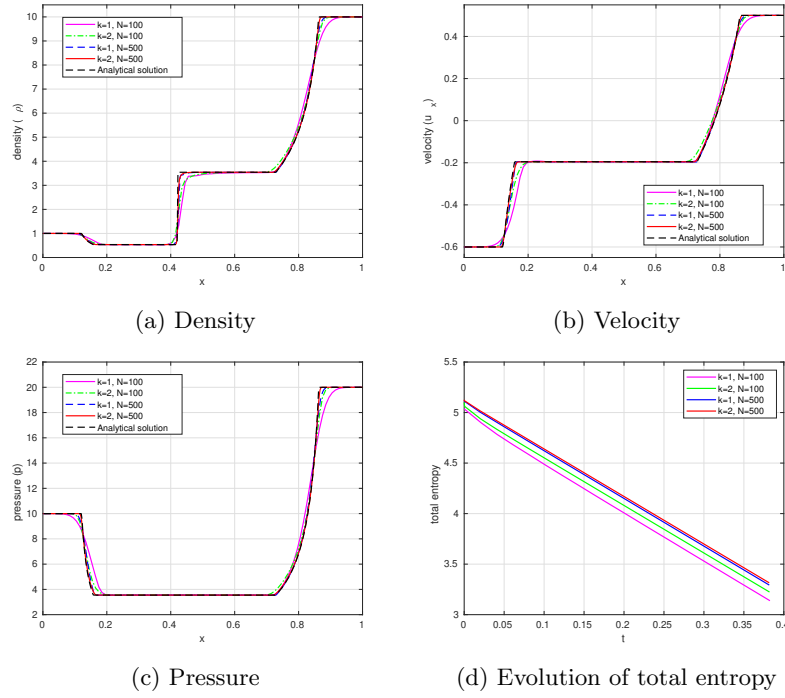 10
9
8
7
6
5
4
3
2
1
0
density ( ρ)
k=1, N=100
k=2, N=100
k=1, N=500
k=2, N=500
Analytical solution
0 0.2 0.4 0.6 0.8 1
x
(a) Density
0.4
0.2
0
-0.2
-0.4
-0.6
velocity (u x)
k=1, N=100
k=2, N=100
k=1, N=500
k=2, N=500
Analytical solution
0 0.2 0.4 0.6 0.8 1
x
(b) Velocity
22
20
18
16
14
12
10
8
6
4
2
pressure (p)
k=1, N=100
k=2, N=100
k=1, N=500
k=2, N=500
Analytical solution
0 0.2 0.4 0.6 0.8 1
x
(c) Pressure
5.5
5
4.5
4
3.5
3
total entropy
k=1, N=100
k=2, N=100
k=1, N=500
k=2, N=500
0 0.05 0.1 0.15 0.2 0.25 0.3 0.35 0.4
t
(d) Evolution of total entropy